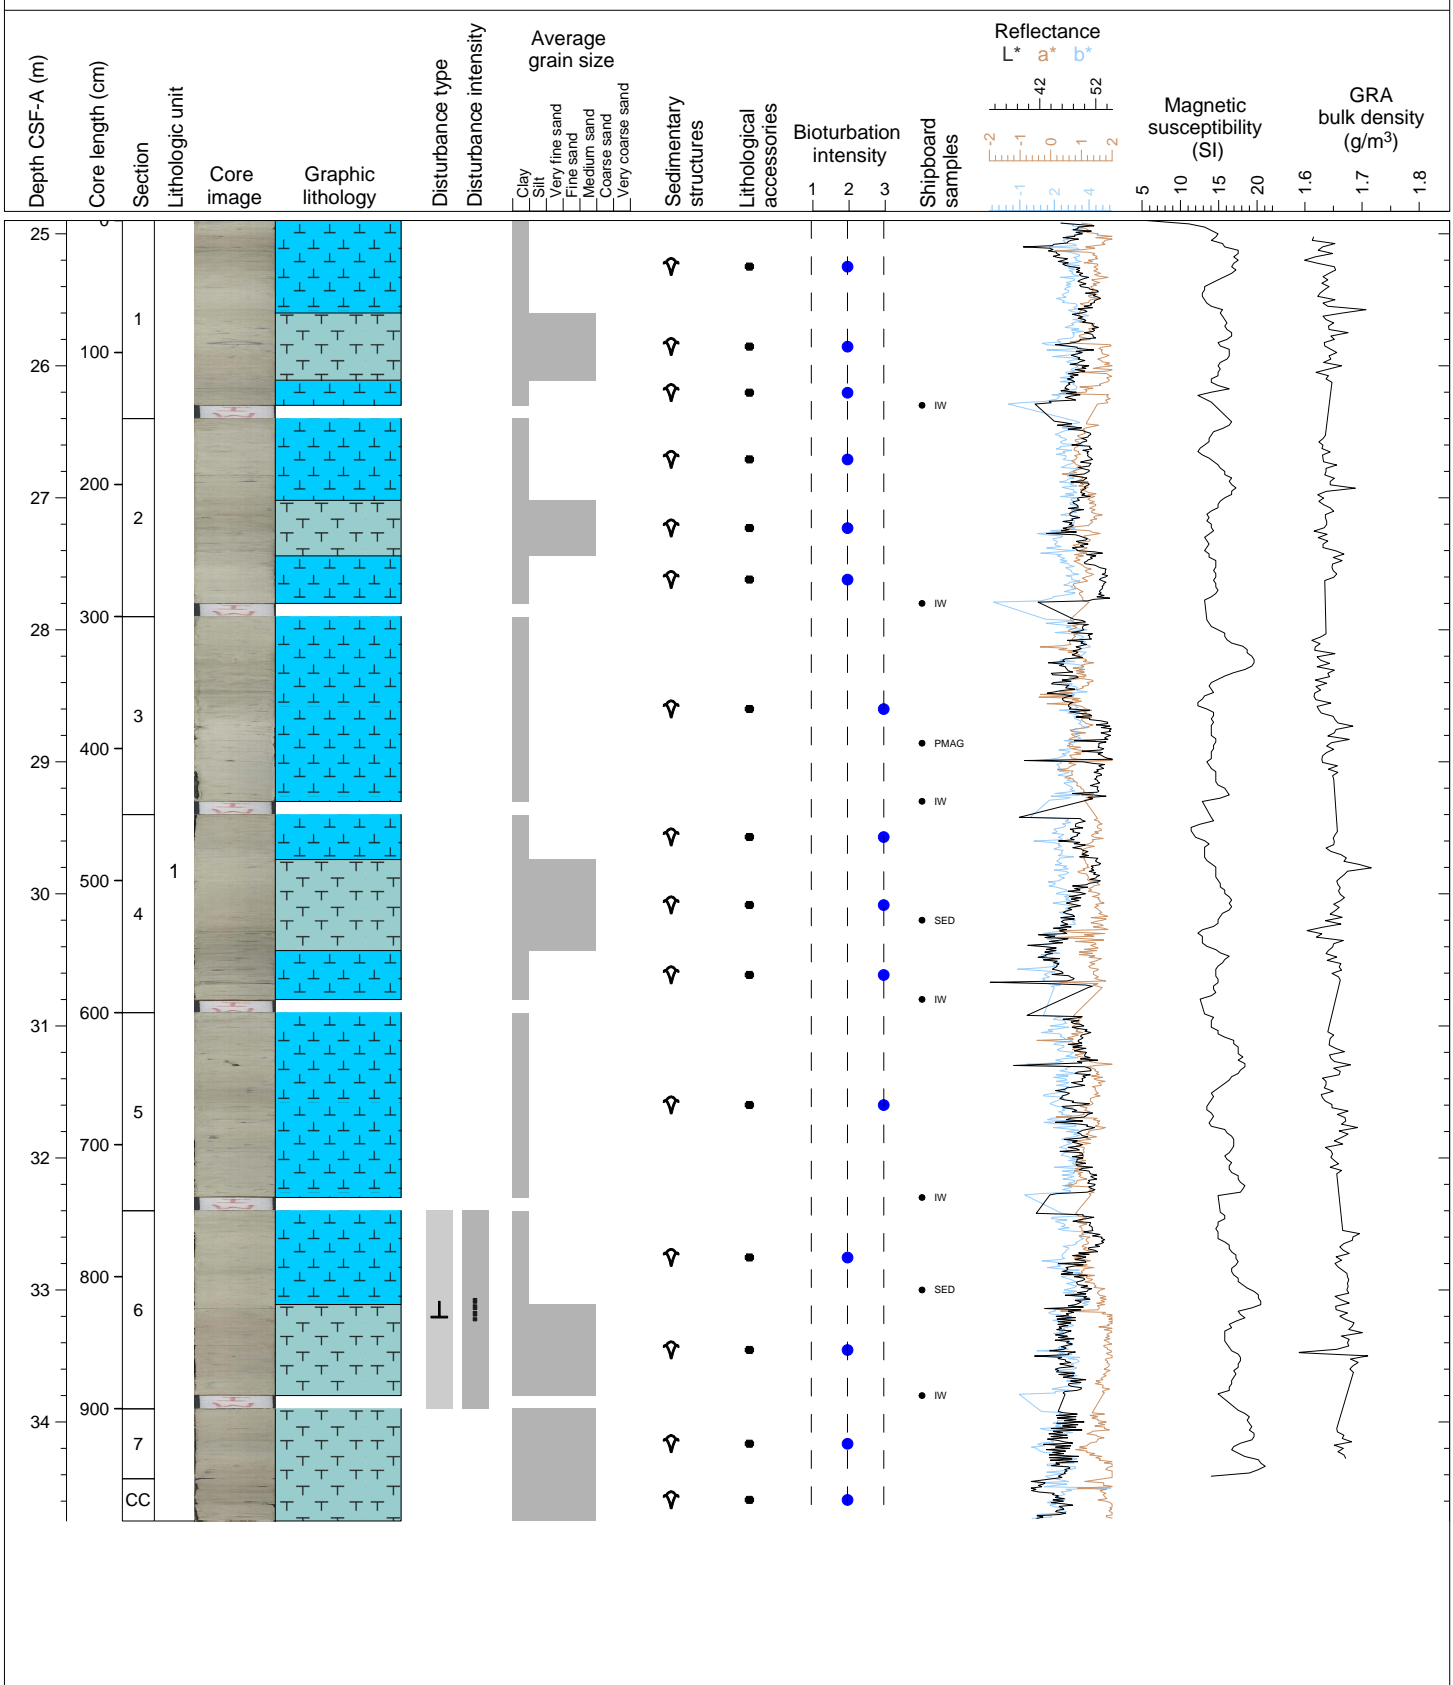 Depth CSF-A (m)
Core length (cm)
Section
Lithologic unit
Core
image
Graphic
lithology
Disturbance type
Disturbance intensity
Average
grain size
Clay
Silt
Very fine sand
Fine sand
Medium sand
Coarse sand
Very coarse sand
Sedimentary
structures
Lithological
accessories
Bioturbation
intensity
1 2 3
Shipboard
samples
Reflectance
L* a* b*
42 52
-2 -1 0 1 2
-1 2 4
Magnetic
susceptibility
(SI)
5 10 15 20
GRA
bulk density
(g/m³)
1.6 1.7 1.8
25
0
1
100
26
IW
200
27
2
IW
300
28
3
PMAG
400
29
IW
1
500
30
4
SED
IW
600
31
5
700
32
IW
800
33
SED
6
IW
900
34
7
CC